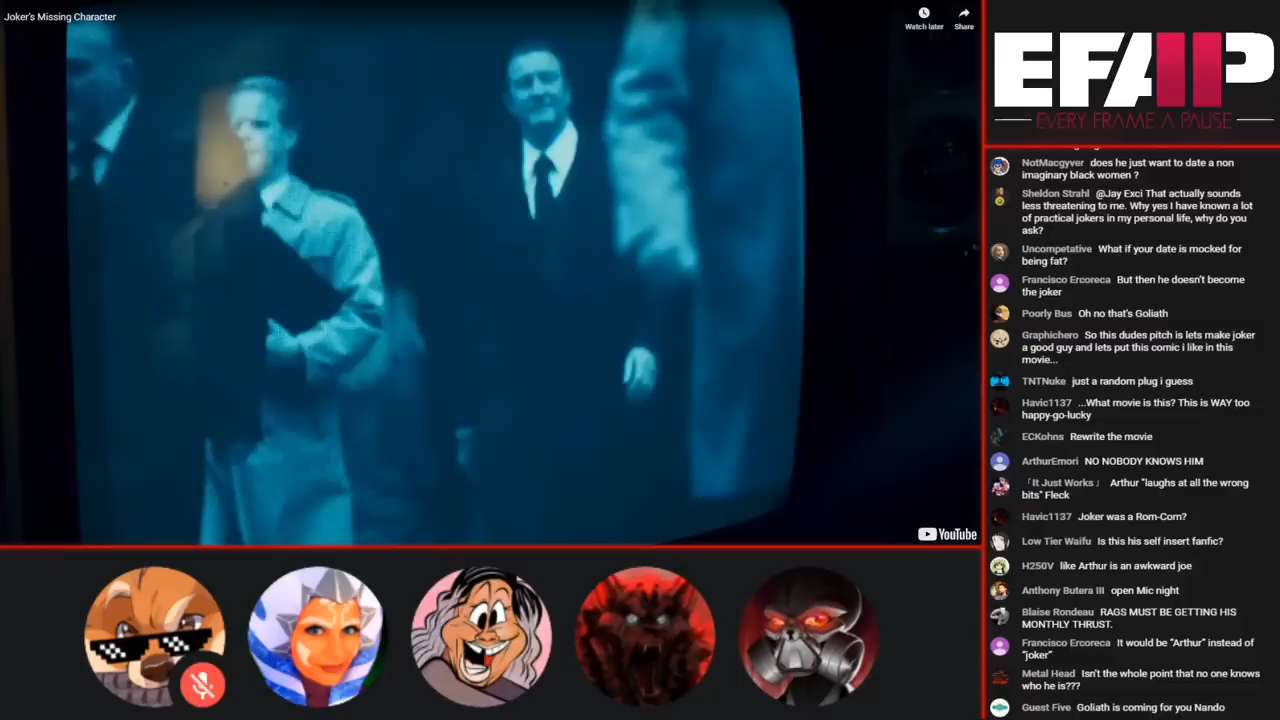 Joker's Missing Character
Watch later
Share
YouTube
EFAP
EVERY FRAME A PAUSE
NotMacgyver does he just want to date a non
imaginary black women ?
Sheldon Strahl @Jay Exci That actually sounds
less threatening to me. Why yes I have known a lot
of practical jokers in my personal life, why do you
ask?
Uncompetative What if your date is mocked for
being fat?
Francisco Ercoreca But then he doesn't become
the joker
Poorly Bus Oh no that's Goliath
Graphichero So this dudes pitch is lets make joker
a good guy and lets put this comic i like in this
movie...
TNTNuke just a random plug i guess
Havic1137 ...What movie is this? This is WAY too
happy-go-lucky
ECKohns Rewrite the movie
ArthurEmori NO NOBODY KNOWS HIM
「It Just Works」 Arthur "laughs at all the wrong
bits" Fleck
Havic1137 Joker was a Rom-Com?
Low Tier Waifu Is this his self insert fanfic?
H250V like Arthur is an awkward joe
Anthony Butera III open Mic night
Blaise Rondeau RAGS MUST BE GETTING HIS
MONTHLY THRUST.
Francisco Ercoreca It would be "Arthur" instead of
"joker"
Metal Head Isn't the whole point that no one knows
who he is???
Guest Five Goliath is coming for you Nando